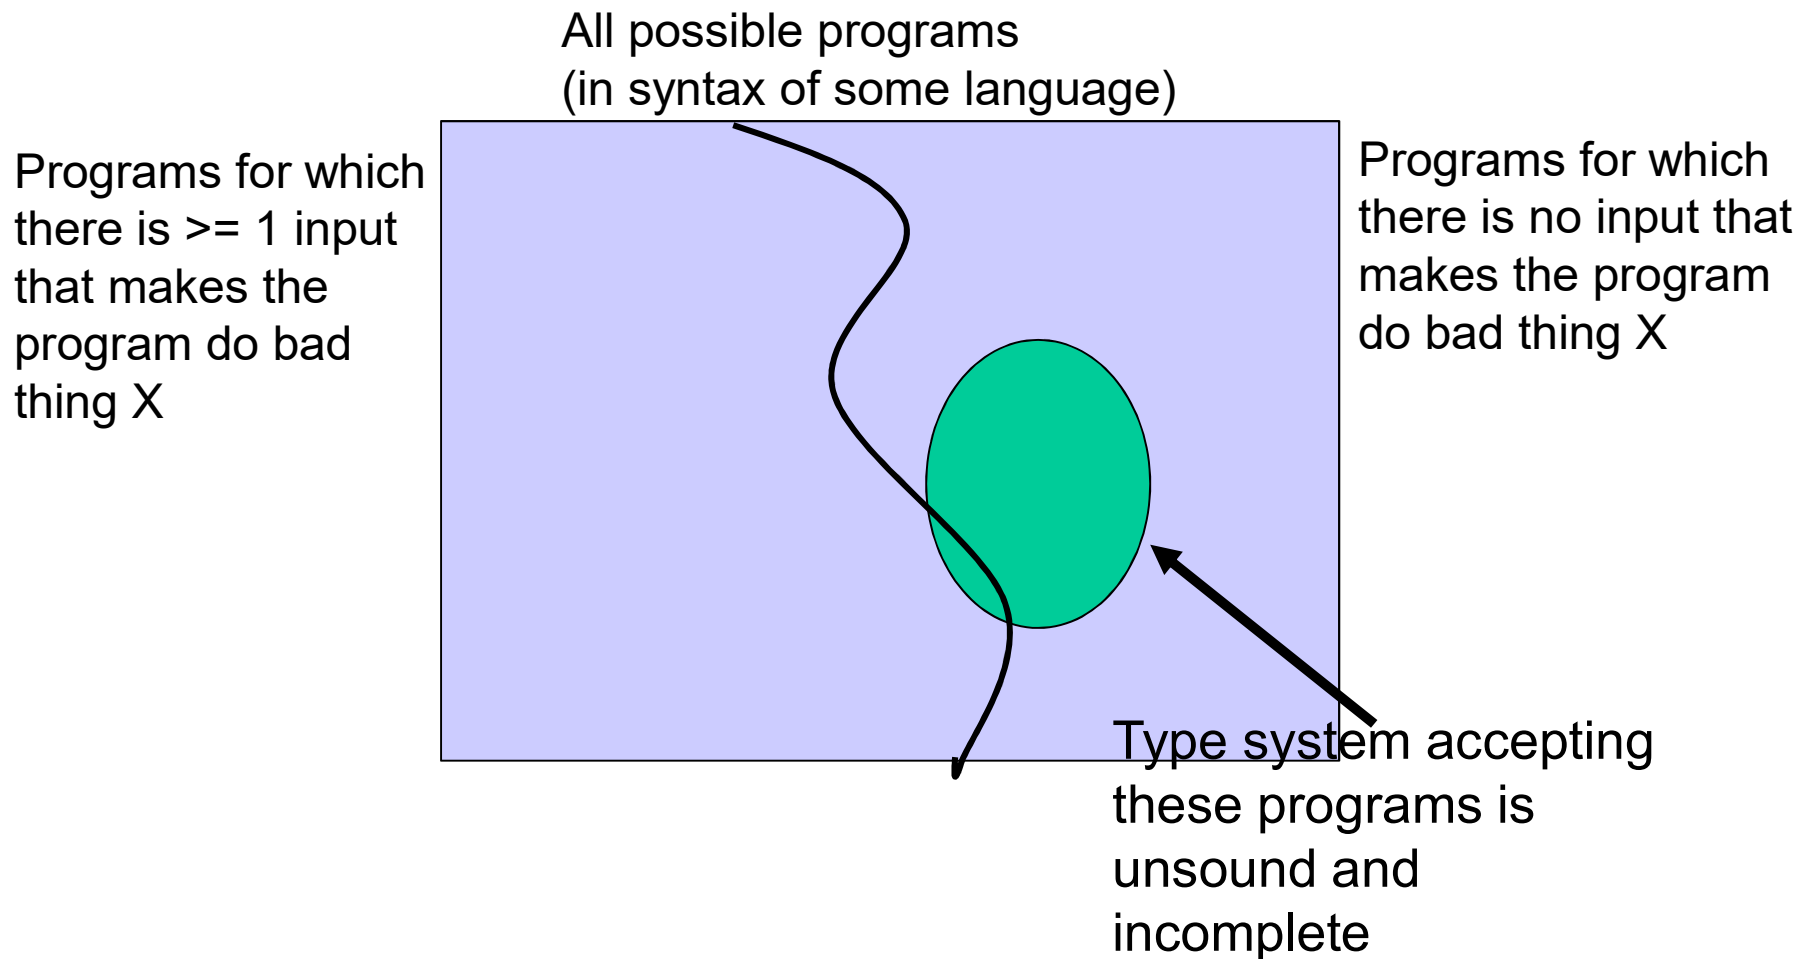 All possible programs
(in syntax of some language)
Programs for which
there is >= 1 input
that makes the
program do bad
thing X
Programs for which
there is no input that
makes the program
do bad thing X
Type system accepting
these programs is
unsound and
incomplete